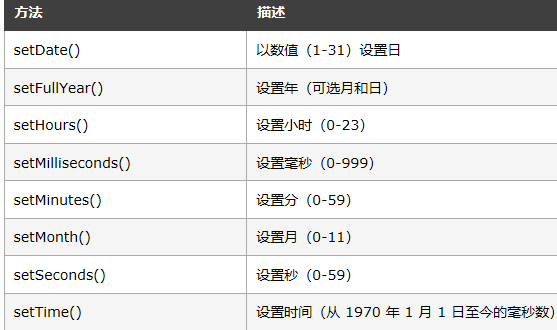 方法 描述
setDate() 以数值（1-31）设置日
setFullYear() 设置年（可选月和日）
setHours() 设置小时（0-23）
setMilliseconds() 设置毫秒（0-999）
setMinutes() 设置分（0-59）
setMonth() 设置月（0-11）
setSeconds() 设置秒（0-59）
setTime() 设置时间（从 1970 年 1 月 1 日至今的毫秒数）